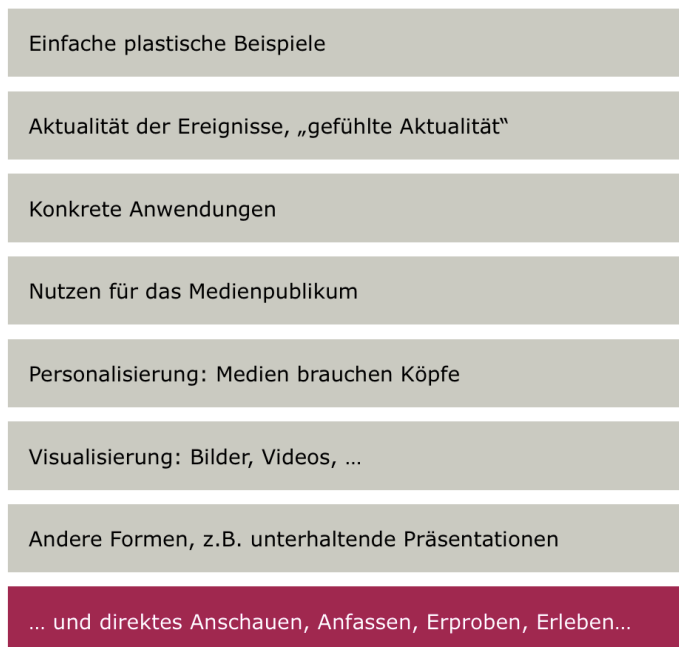 Einfache plastische Beispiele
Aktualität der Ereignisse, „gefühlte Aktualität“
Konkrete Anwendungen
Nutzen für das Medienpublikum
Personalisierung: Medien brauchen Köpfe
Visualisierung: Bilder, Videos, …
Andere Formen, z.B. unterhaltende Präsentationen
… und direktes Anschauen, Anfassen, Erproben, Erleben…